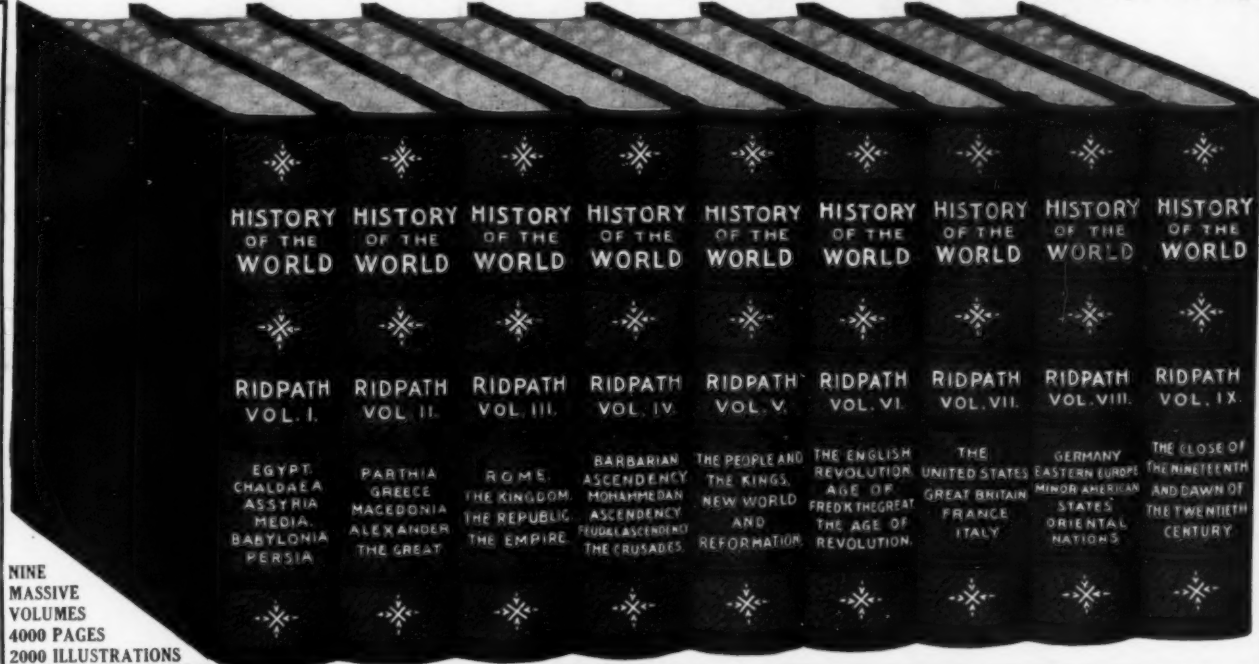 HISTORY
OF THE
WORLD
RIDPATH
VOL. I.
EGYPT.
CHALDAEA
ASSYRIA
MEDIA.
BABYLONIA
PERSIA
HISTORY
OF THE
WORLD
RIDPATH
VOL. II.
PARTHIA
GREECE
MACEDONIA
ALEXANDER
THE GREAT
HISTORY
OF THE
WORLD
RIDPATH
VOL. III.
ROME.
THE KINGDOM.
THE REPUBLIC.
THE EMPIRE.
HISTORY
OF THE
WORLD
RIDPATH
VOL. IV.
BARBARIAN
ASCENDENCY
MOHAMMEDAN
ASCENDENCY
FEUDAL ASCENDENCY
THE CRUSADES.
HISTORY
OF THE
WORLD
RIDPATH
VOL. V.
THE PEOPLE AND
THE KINGS.
NEW WORLD
AND
REFORMATION.
HISTORY
OF THE
WORLD
RIDPATH
VOL. VI.
THE ENGLISH
REVOLUTION
AGE OF
FRED'K THE GREAT
THE AGE OF
REVOLUTION.
HISTORY
OF THE
WORLD
RIDPATH
VOL. VII.
THE
UNITED STATES
GREAT BRITAIN
FRANCE
ITALY
HISTORY
OF THE
WORLD
RIDPATH
VOL. VIII.
GERMANY
EASTERN EUROPE
MINOR AMERICAN
STATES
ORIENTAL
NATIONS
HISTORY
OF THE
WORLD
RIDPATH
VOL. IX.
THE CLOSE OF
THE NINETEENTH
AND DAWN OF
THE TWENTIETH
CENTURY
NINE
MASSIVE
VOLUMES
4000 PAGES
2000 ILLUSTRATIONS